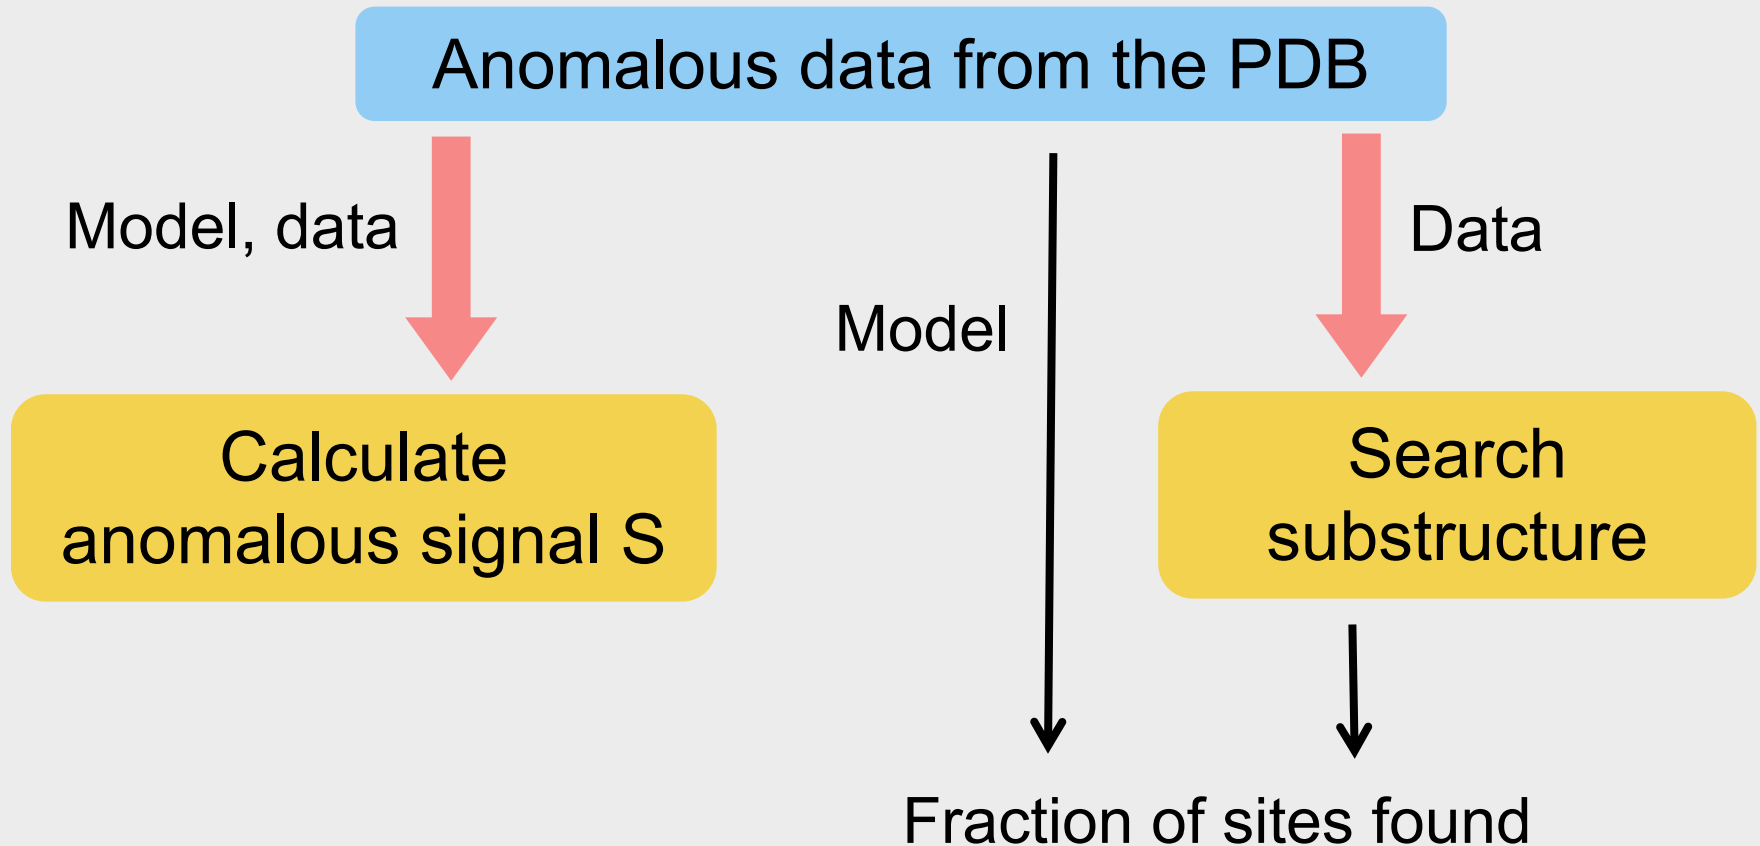 Anomalous data from the PDB
Model, data
Data
Model
Calculate
anomalous signal S
Search
substructure
Fraction of sites found